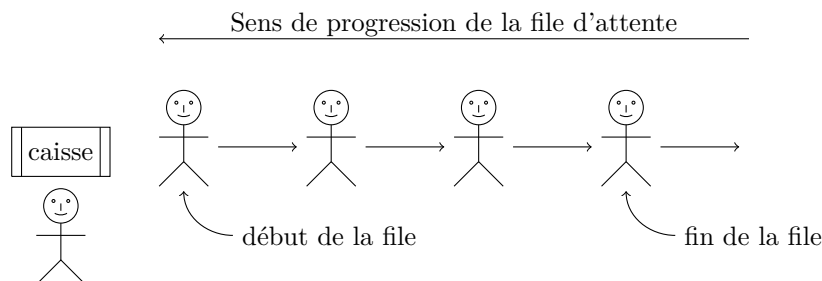 Sens de progression de la file d'attente
caisse
début de la file
fin de la file